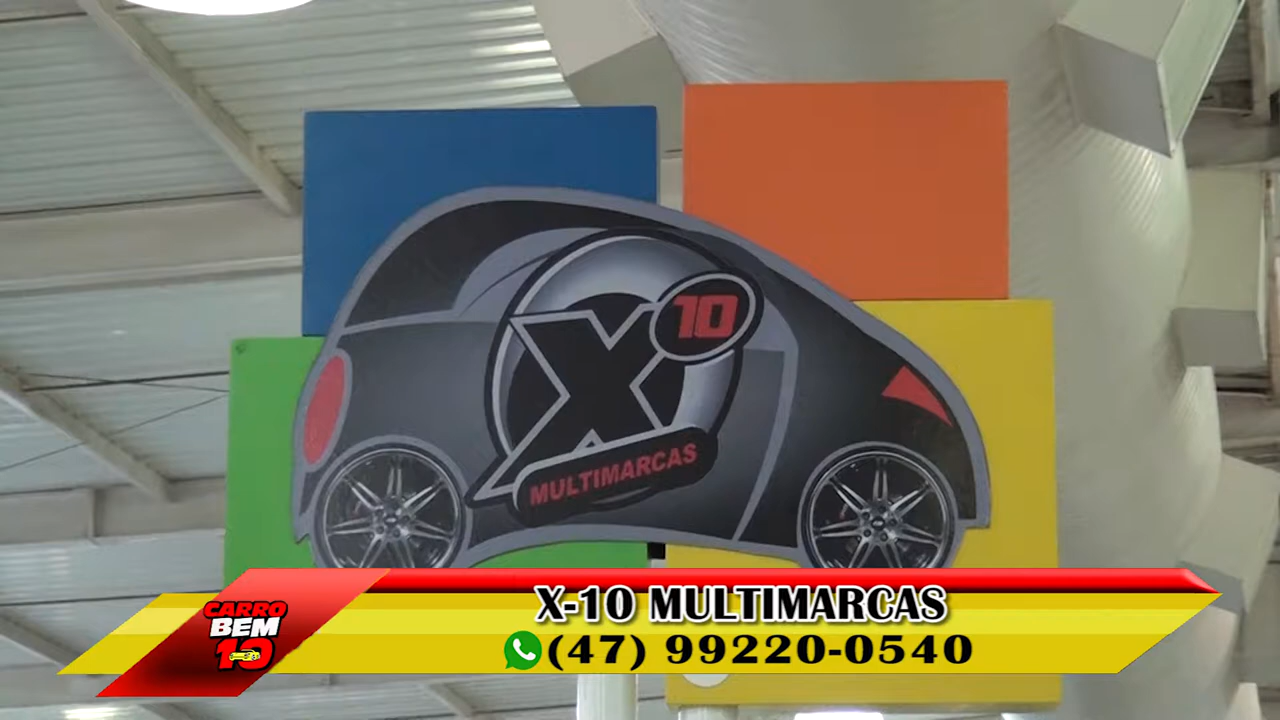 X 10
MULTIMARCAS
CARRO
BEM
10
X-10 MULTIMARCAS
(47) 99220-0540